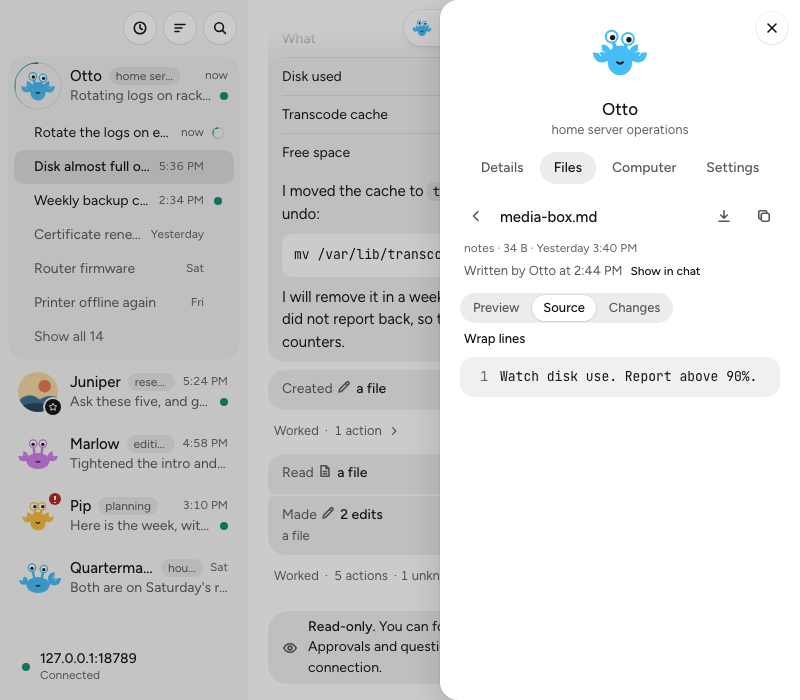 Otto home ser... now
Rotating logs on rack...
Rotate the logs on e... now
Disk almost full o... 5:36 PM
Weekly backup c... 2:34 PM
Certificate rene... Yesterday
Router firmware Sat
Printer offline again Fri
Show all 14
Juniper rese... 5:24 PM
Ask these five, and g...
Marlow editi... 4:58 PM
Tightened the intro and...
Pip planning 3:10 PM
Here is the week, wit...
Quarterma... hou... Sat
Both are on Saturday's r...
127.0.0.1:18789
Connected
What
Disk used
Transcode cache
Free space
I moved the cache to
undo:
mv /var/lib/transco
I will remove it in a week
did not report back, so t
counters.
Created a file
Worked · 1 action
Read a file
Made 2 edits
a file
Worked · 5 actions · 1 unkn
Read-only. You can fo
Approvals and questi
connection.
Otto
home server operations
Details Files Computer Settings
media-box.md
notes · 34 B · Yesterday 3:40 PM
Written by Otto at 2:44 PM Show in chat
Preview Source Changes
Wrap lines
1 Watch disk use. Report above 90%.